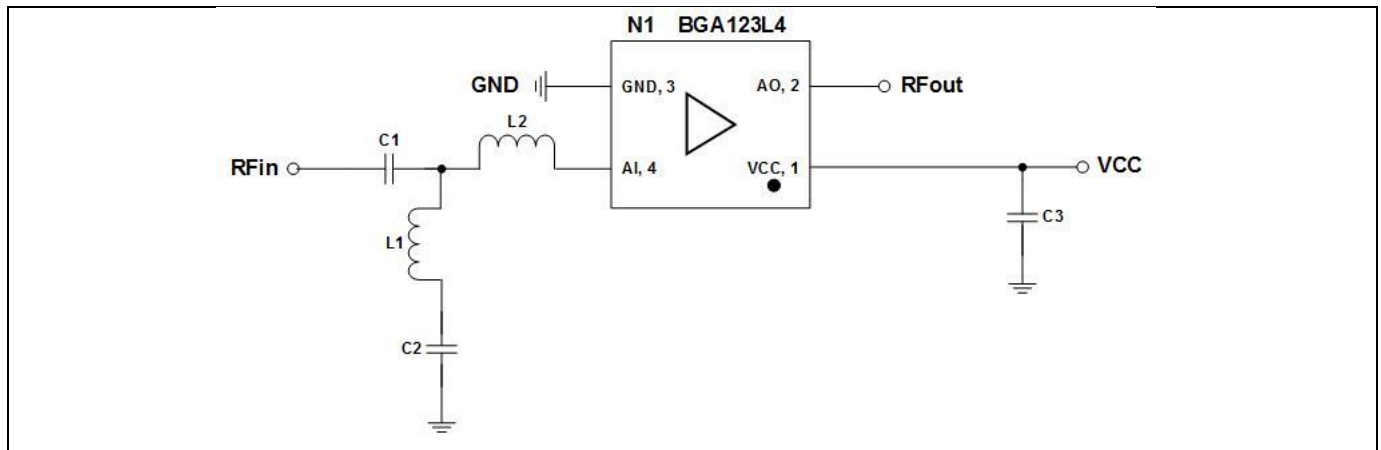 N1 BGA123L4
GND
GND, 3
AO, 2
RFout
C1
L2
RFin
AI, 4
VCC, 1
VCC
L1
C3
C2